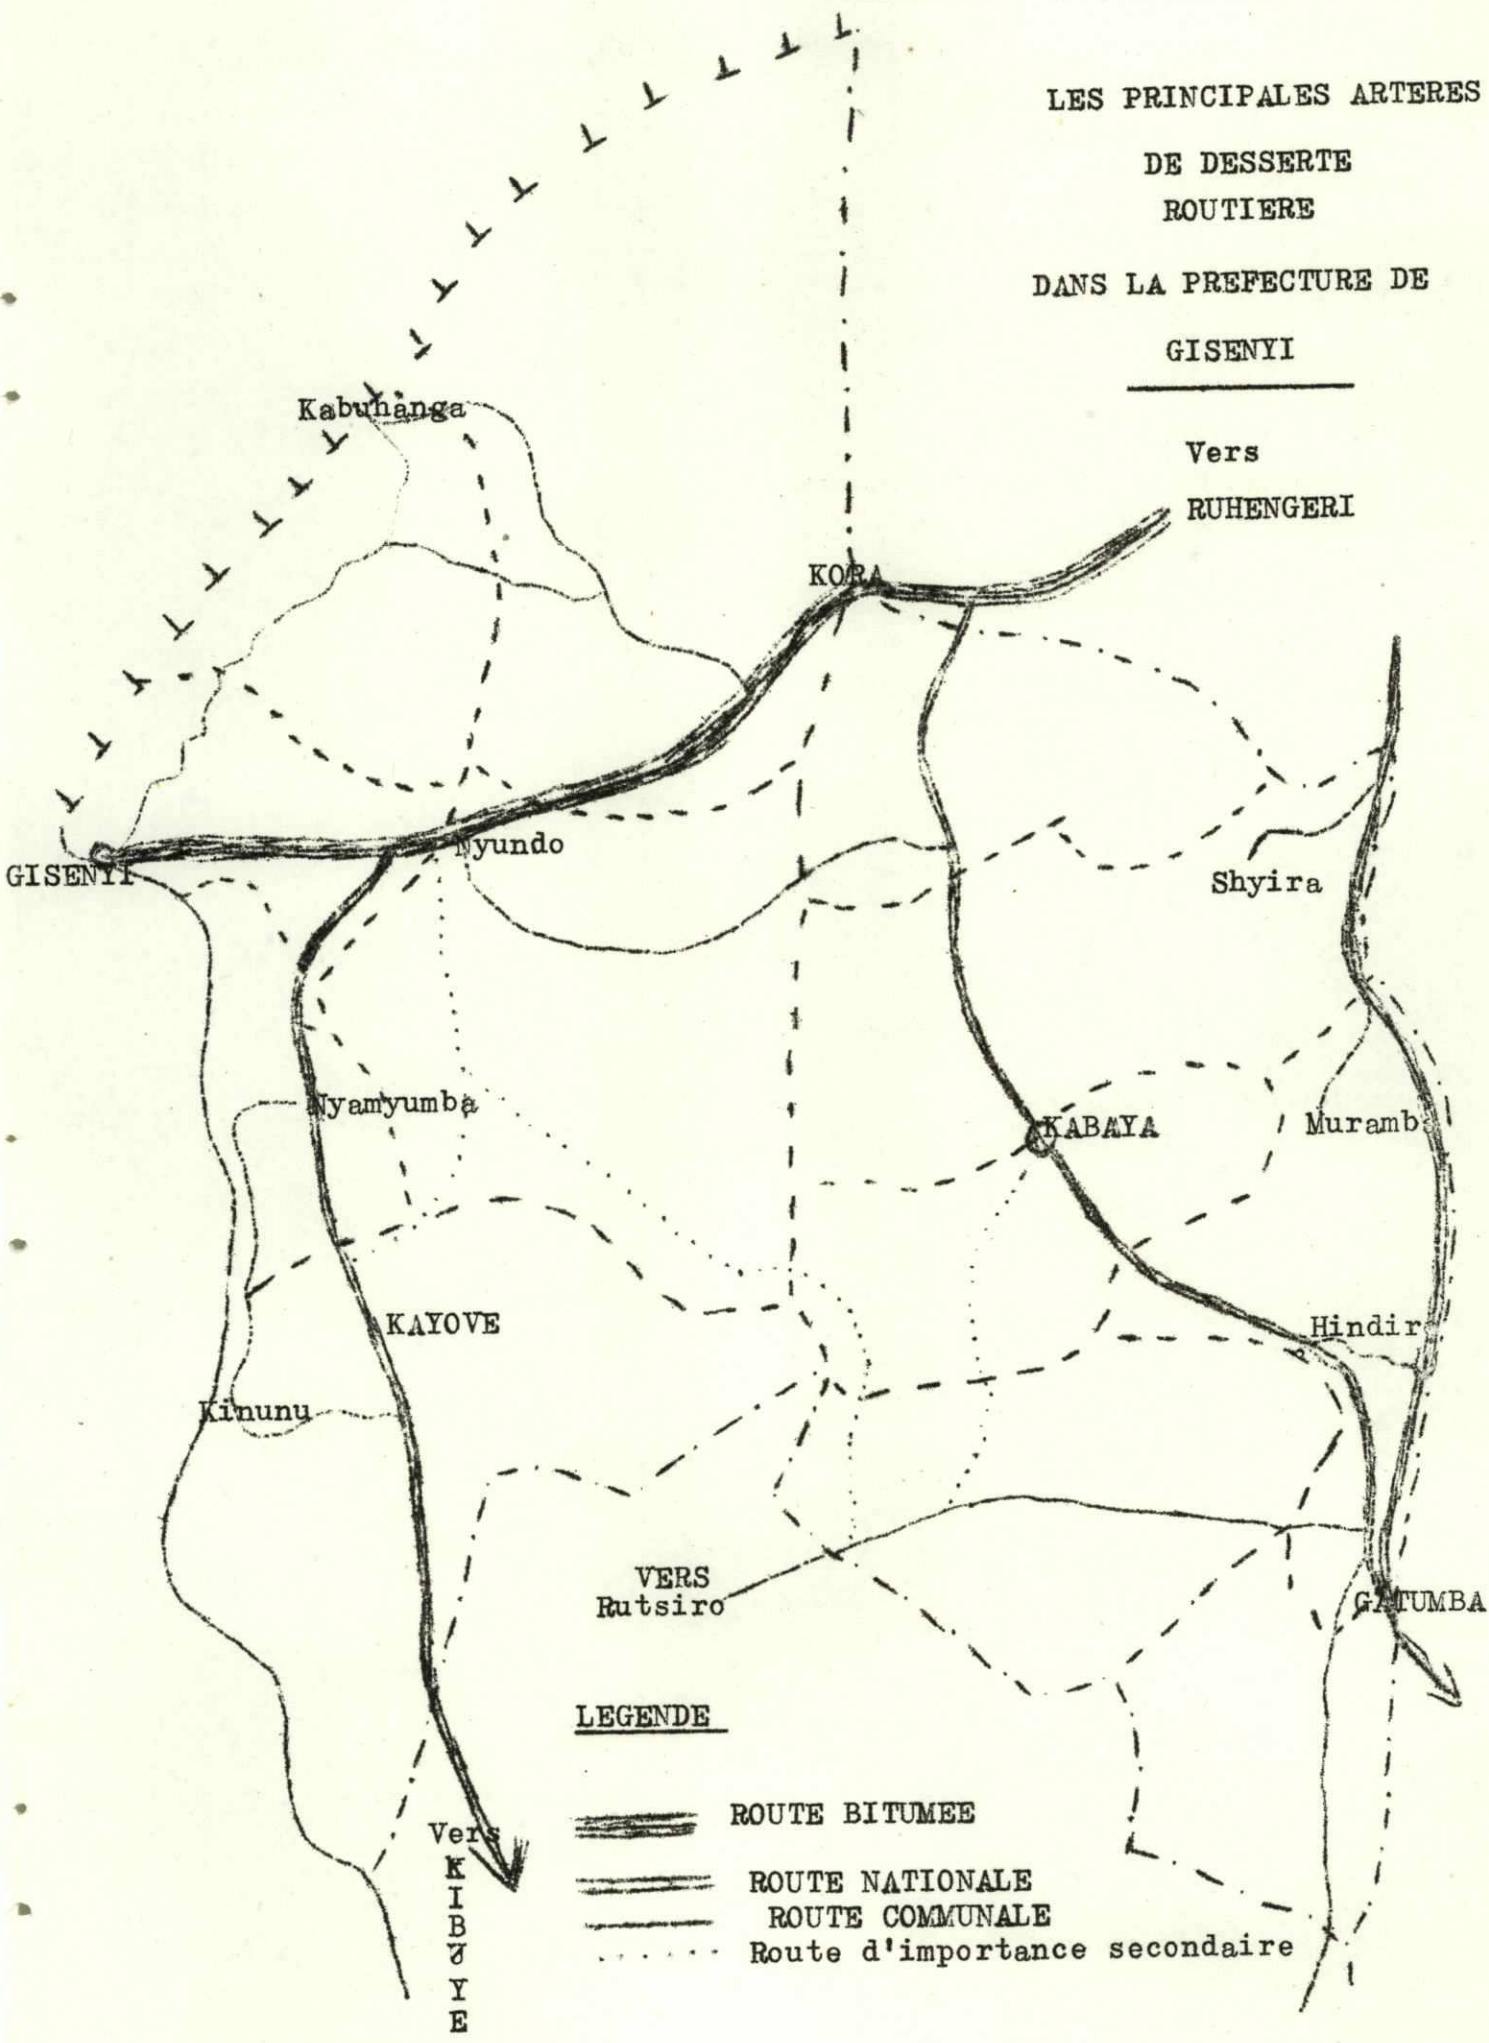 LES PRINCIPALES ARTERES
DE DESSERTE
ROUTIERE
DANS LA PREFECTURE DE
GISENYI
Kabuhanga
Vers
RUHENGERI
KORA
Nyundo
GISENYI
Shyira
Nyamyumba
KABAYA
Muramba
KAYOVE
Hindir
Kinunu
VERS
Rutsiro
GATUMBA
LEGENDE
ROUTE BITUMEE
Vers
KIBUYE
ROUTE NATIONALE
ROUTE COMMUNALE
Route d'importance secondaire